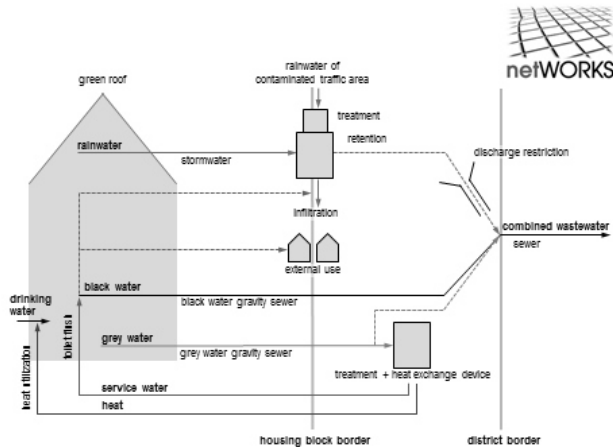 netWORKS
green roof
rainwater of
contaminated traffic area
treatment
retention
rainwater
stormwater
discharge restriction
infiltration
combined wastewater
sewer
external use
black water
black water gravity sewer
drinking
water
toilet flush
heat utilization
grey water
grey water gravity sewer
treatment + heat exchange device
service water
heat
housing block border
district border